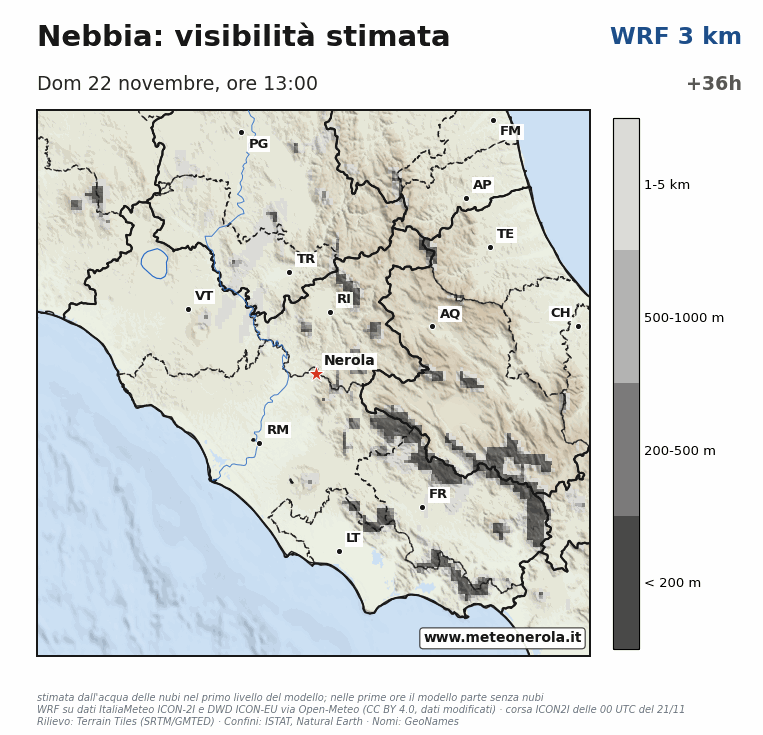 Nebbia: visibilità stimata
WRF 3 km
Dom 22 novembre, ore 13:00
+36h
FM
PG
1-5 km
AP
TE
TR
VT
RI
AQ
CH
500-1000 m
Nerola
RM
200-500 m
FR
LT
< 200 m
www.meteonerola.it
stimata dall'acqua delle nubi nel primo livello del modello; nelle prime ore il modello parte senza nubi
WRF su dati ItaliaMeteo ICON-2I e DWD ICON-EU via Open-Meteo (CC BY 4.0, dati modificati) · corsa ICON2I delle 00 UTC del 21/11
Rilievo: Terrain Tiles (SRTM/GMTED) · Confini: ISTAT, Natural Earth · Nomi: GeoNames